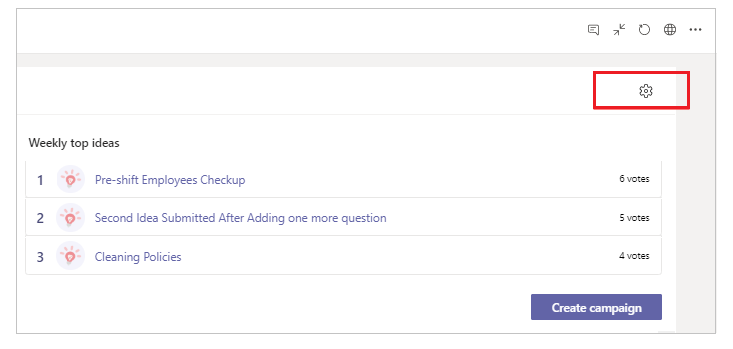 Weekly top ideas
1 Pre-shift Employees Checkup 6 votes
2 Second Idea Submitted After Adding one more question 5 votes
3 Cleaning Policies 4 votes
Create campaign